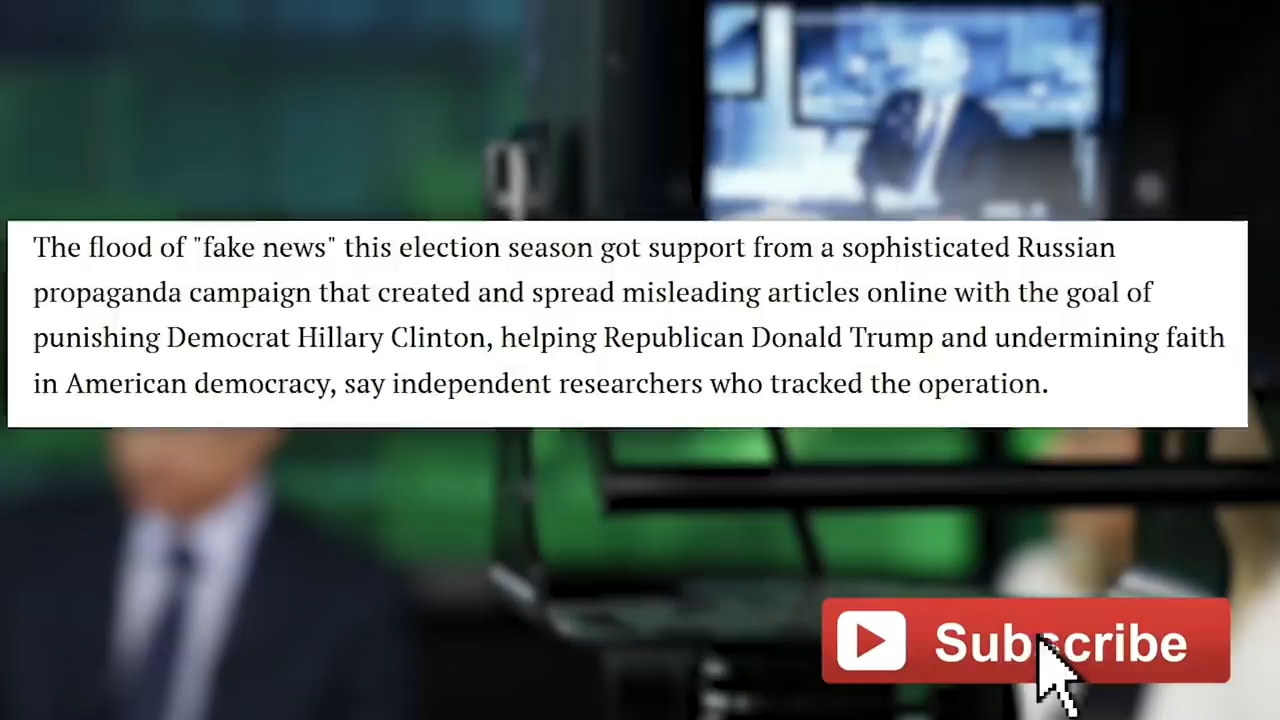 The flood of "fake news" this election season got support from a sophisticated Russian
propaganda campaign that created and spread misleading articles online with the goal of
punishing Democrat Hillary Clinton, helping Republican Donald Trump and undermining faith
in American democracy, say independent researchers who tracked the operation.
Subscribe